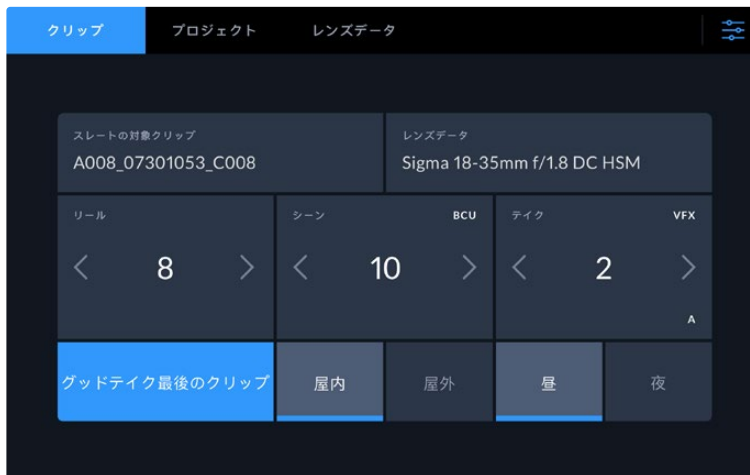 クリップ
プロジェクト
レンズデータ
スレートの対象クリップ
A008_07301053_C008
レンズデータ
Sigma 18-35mm f/1.8 DC HSM
リール
8
シーン
BCU
10
テイク
VFX
2
A
グッドテイク最後のクリップ
屋内
屋外
昼
夜